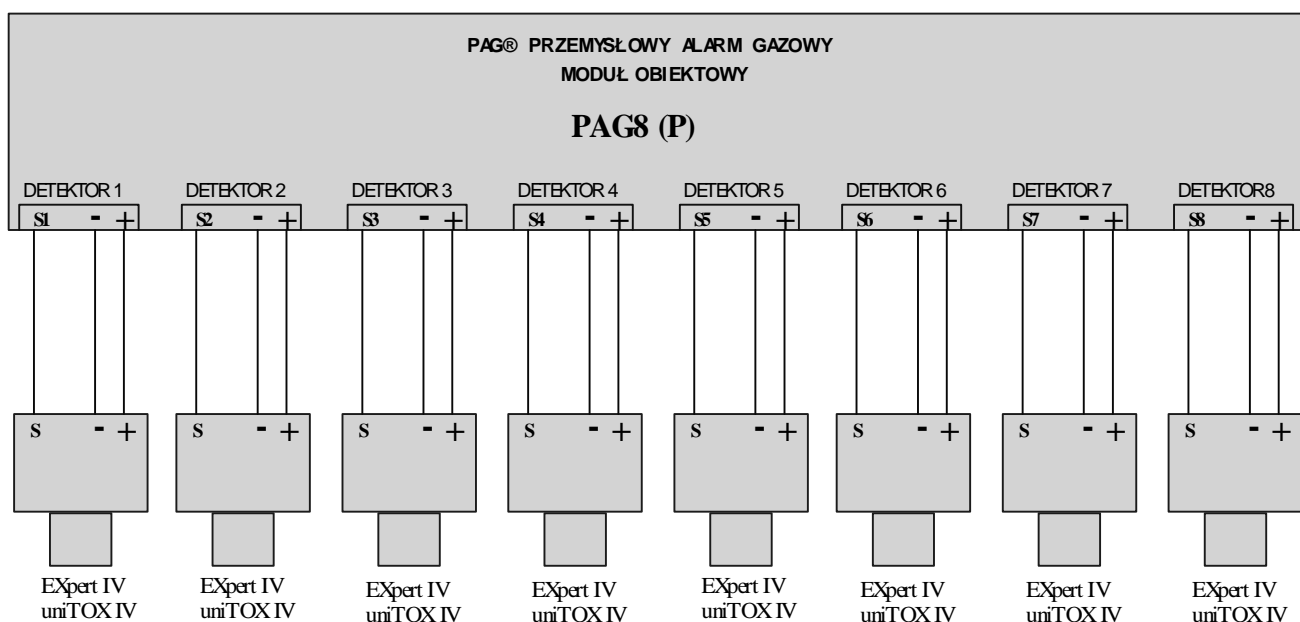 PAG® PRZEMYSŁOWY ALARM GAZOWY
MODUŁ OBIEKTOWY
PAG8 (P)
DETEKTOR 1 DETEKTOR 2 DETEKTOR 3 DETEKTOR 4 DETEKTOR 5 DETEKTOR 6 DETEKTOR 7 DETEKTOR8
S1 - + S2 - + S3 - + S4 - + S5 - + S6 - + S7 - + S8 - +
S - + S - + S - + S - + S - + S - + S - + S - +
EXpert IV EXpert IV EXpert IV EXpert IV EXpert IV EXpert IV EXpert IV EXpert IV
uniTOX IV uniTOX IV uniTOX IV uniTOX IV uniTOX IV uniTOX IV uniTOX IV uniTOX IV